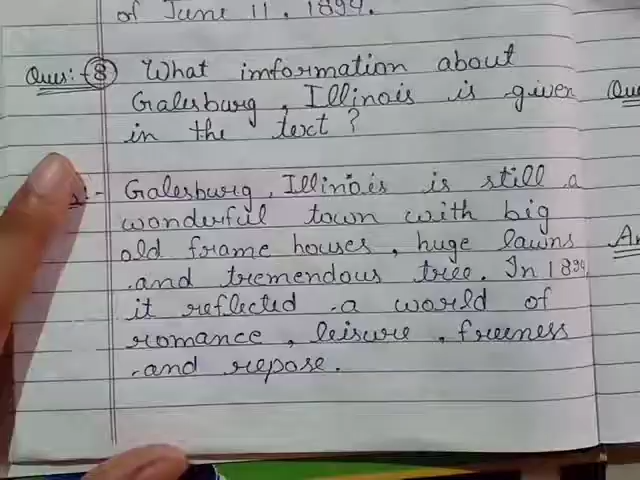 of June 11, 1894.
Ques:-8 What imformation about
Galesburg, Illinois is given
in the text?
:- Galesburg, Illinois is still a
wonderful town with big
old frame houses, huge lawns
and tremendous tree. In 1894
it reflected a world of
romance, leisure, freeness
and repose.